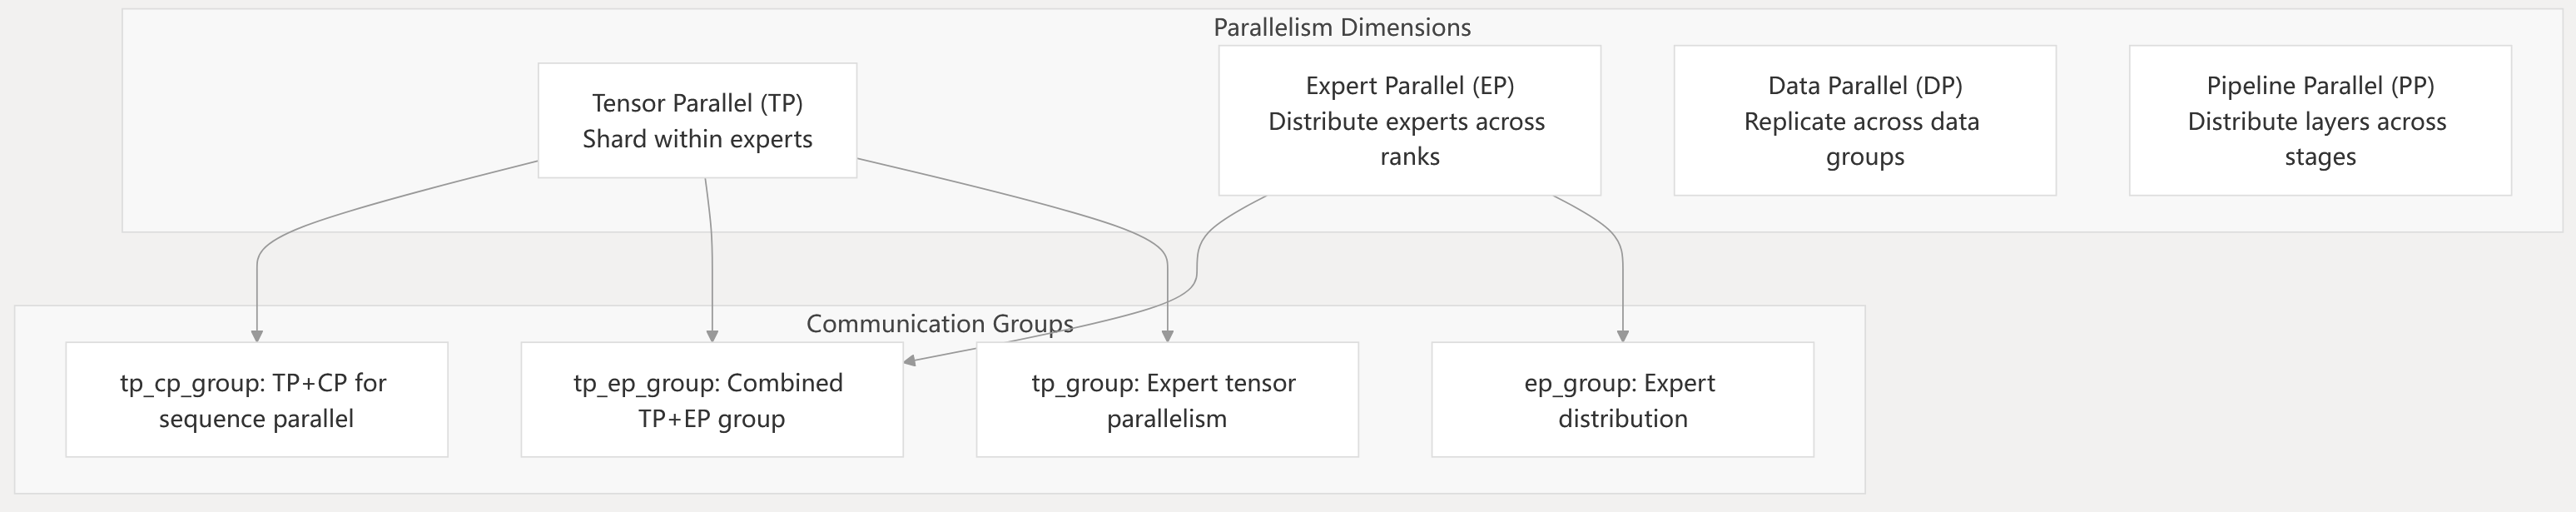 Parallelism Dimensions
Tensor Parallel (TP)
Shard within experts
Expert Parallel (EP)
Distribute experts across
ranks
Data Parallel (DP)
Replicate across data
groups
Pipeline Parallel (PP)
Distribute layers across
stages
Communication Groups
tp_cp_group: TP+CP for
sequence parallel
tp_ep_group: Combined
TP+EP group
tp_group: Expert tensor
parallelism
ep_group: Expert
distribution